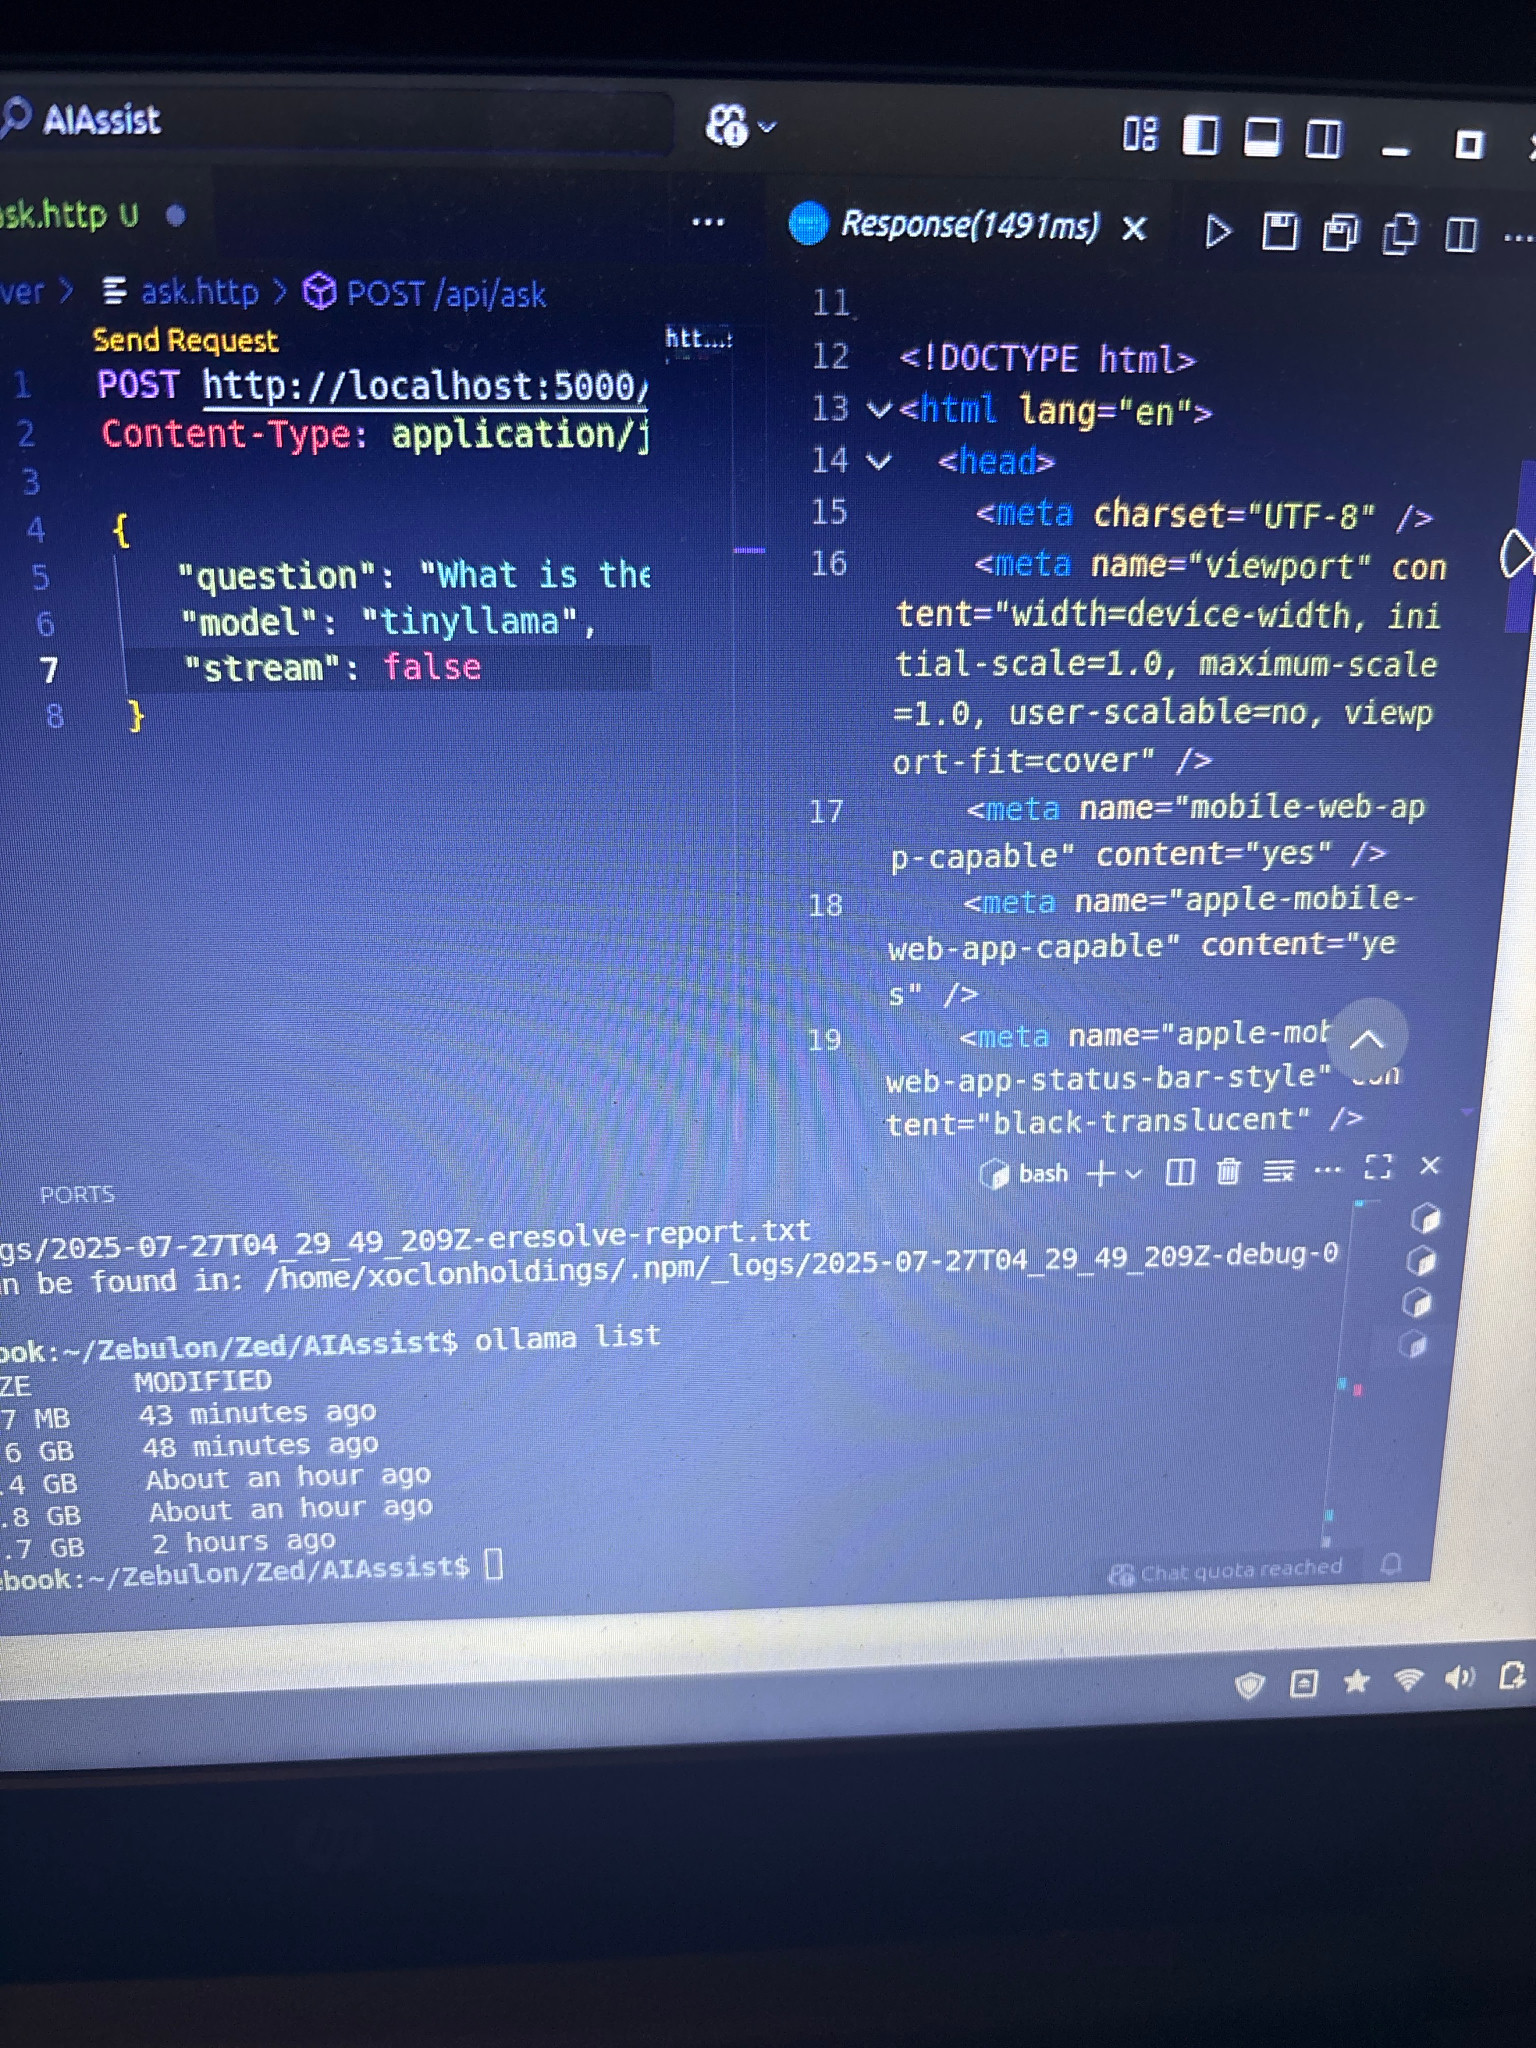 AIAssist
ask.http U
Response(1491ms)
ver > ask.http > POST /api/ask
Send Request
1 POST http://localhost:5000/
2 Content-Type: application/j
3
4 {
5 "question": "What is the
6 "model": "tinyllama",
7 "stream": false
8 }
11
12 <!DOCTYPE html>
13 <html lang="en">
14 <head>
15 <meta charset="UTF-8" />
16 <meta name="viewport" con
tent="width=device-width, ini
tial-scale=1.0, maximum-scale
=1.0, user-scalable=no, viewp
ort-fit=cover" />
17 <meta name="mobile-web-ap
p-capable" content="yes" />
18 <meta name="apple-mobile-
web-app-capable" content="ye
s" />
19 <meta name="apple-mob
web-app-status-bar-style" con
tent="black-translucent" />
PORTS
bash
gs/2025-07-27T04_29_49_209Z-eresolve-report.txt
n be found in: /home/xoclonholdings/.npm/_logs/2025-07-27T04_29_49_209Z-debug-0
ook:~/Zebulon/Zed/AIAssist$ ollama list
ZE MODIFIED
7 MB 43 minutes ago
6 GB 48 minutes ago
.4 GB About an hour ago
.8 GB About an hour ago
.7 GB 2 hours ago
ebook:~/Zebulon/Zed/AIAssist$
Chat quota reached